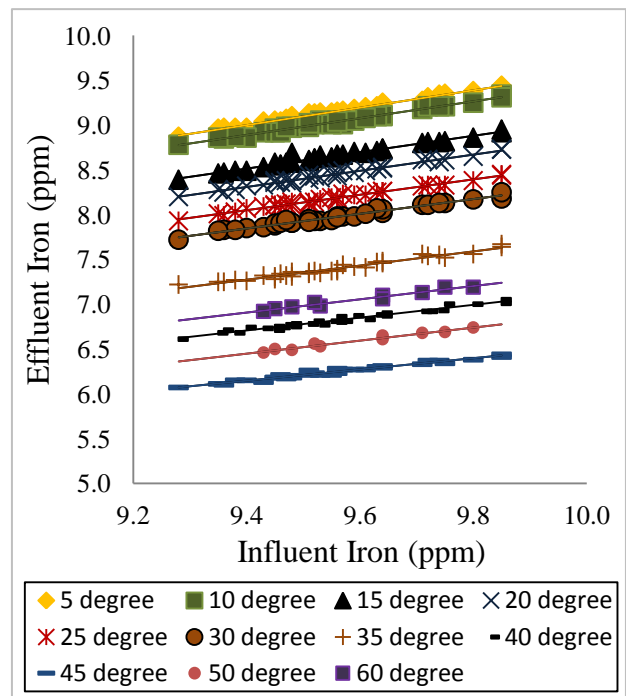 Effluent Iron (ppm)
10.0
9.5
9.0
8.5
8.0
7.5
7.0
6.5
6.0
5.5
5.0
9.2 9.4 9.6 9.8 10.0
Influent Iron (ppm)
5 degree 10 degree 15 degree 20 degree
25 degree 30 degree 35 degree 40 degree
45 degree 50 degree 60 degree